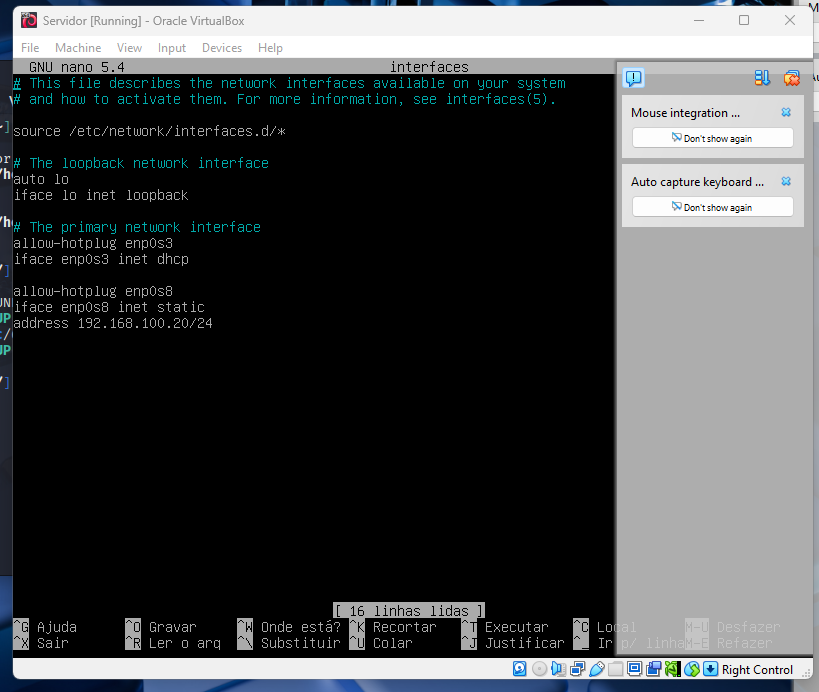 Servidor [Running] - Oracle VirtualBox
File Machine View Input Devices Help
GNU nano 5.4 interfaces
# This file describes the network interfaces available on your system
# and how to activate them. For more information, see interfaces(5).
source /etc/network/interfaces.d/*
# The loopback network interface
auto lo
iface lo inet loopback
# The primary network interface
allow-hotplug enp0s3
iface enp0s3 inet dhcp
allow-hotplug enp0s8
iface enp0s8 inet static
address 192.168.100.20/24
Mouse integration ...
Don't show again
Auto capture keyboard ...
Don't show again
[ 16 linhas lidas ]
^G Ajuda ^O Gravar ^W Onde está? ^K Recortar ^T Executar ^C Local M-U Desfazer
^X Sair ^R Ler o arq ^\ Substituir ^U Colar ^J Justificar ^_ Ir p/ linha M-E Refazer
Right Control